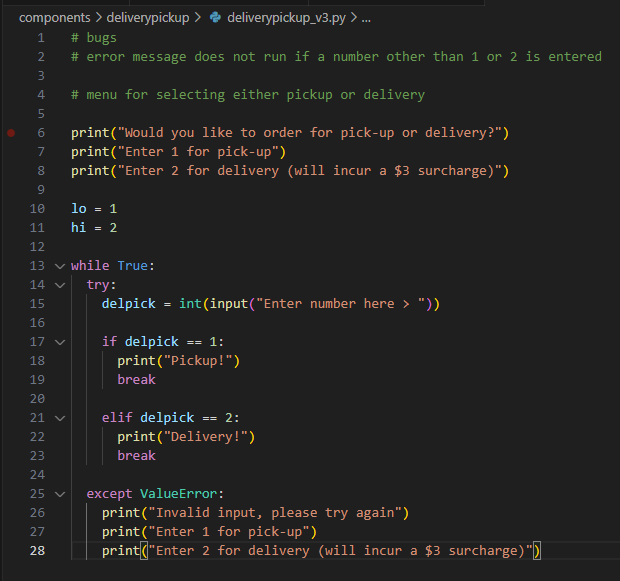 components > deliverypickup > deliverypickup_v3.py > ...
1 # bugs
2 # error message does not run if a number other than 1 or 2 is entered
3
4 # menu for selecting either pickup or delivery
5
6 print("Would you like to order for pick-up or delivery?")
7 print("Enter 1 for pick-up")
8 print("Enter 2 for delivery (will incur a $3 surcharge)")
9
10 lo = 1
11 hi = 2
12
13 while True:
14   try:
15     delpick = int(input("Enter number here > "))
16
17     if delpick == 1:
18       print("Pickup!")
19       break
20
21     elif delpick == 2:
22       print("Delivery!")
23       break
24
25   except ValueError:
26     print("Invalid input, please try again")
27     print("Enter 1 for pick-up")
28     print("Enter 2 for delivery (will incur a $3 surcharge)")